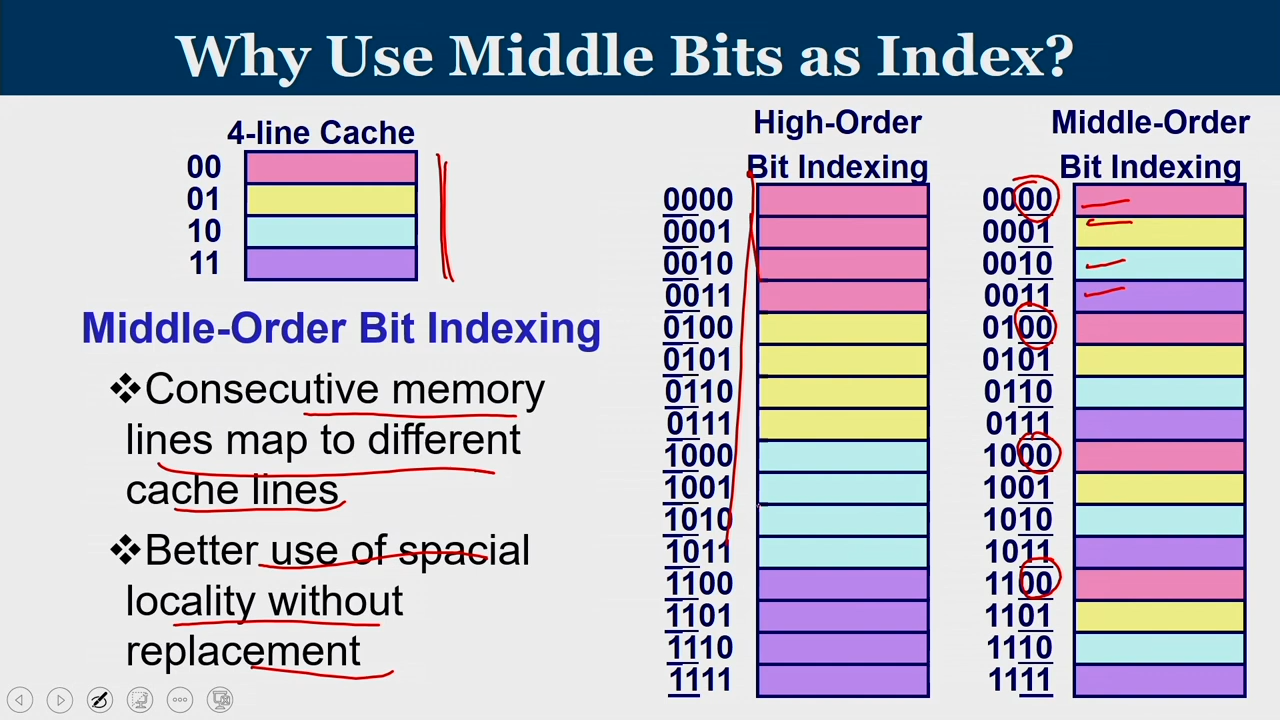 Why Use Middle Bits as Index?
4-line Cache
00
01
10
11
Middle-Order Bit Indexing
❖Consecutive memory
lines map to different
cache lines
❖Better use of spacial
locality without
replacement
High-Order
Bit Indexing
0000
0001
0010
0011
0100
0101
0110
0111
1000
1001
1010
1011
1100
1101
1110
1111
Middle-Order
Bit Indexing
0000
0001
0010
0011
0100
0101
0110
0111
1000
1001
1010
1011
1100
1101
1110
1111